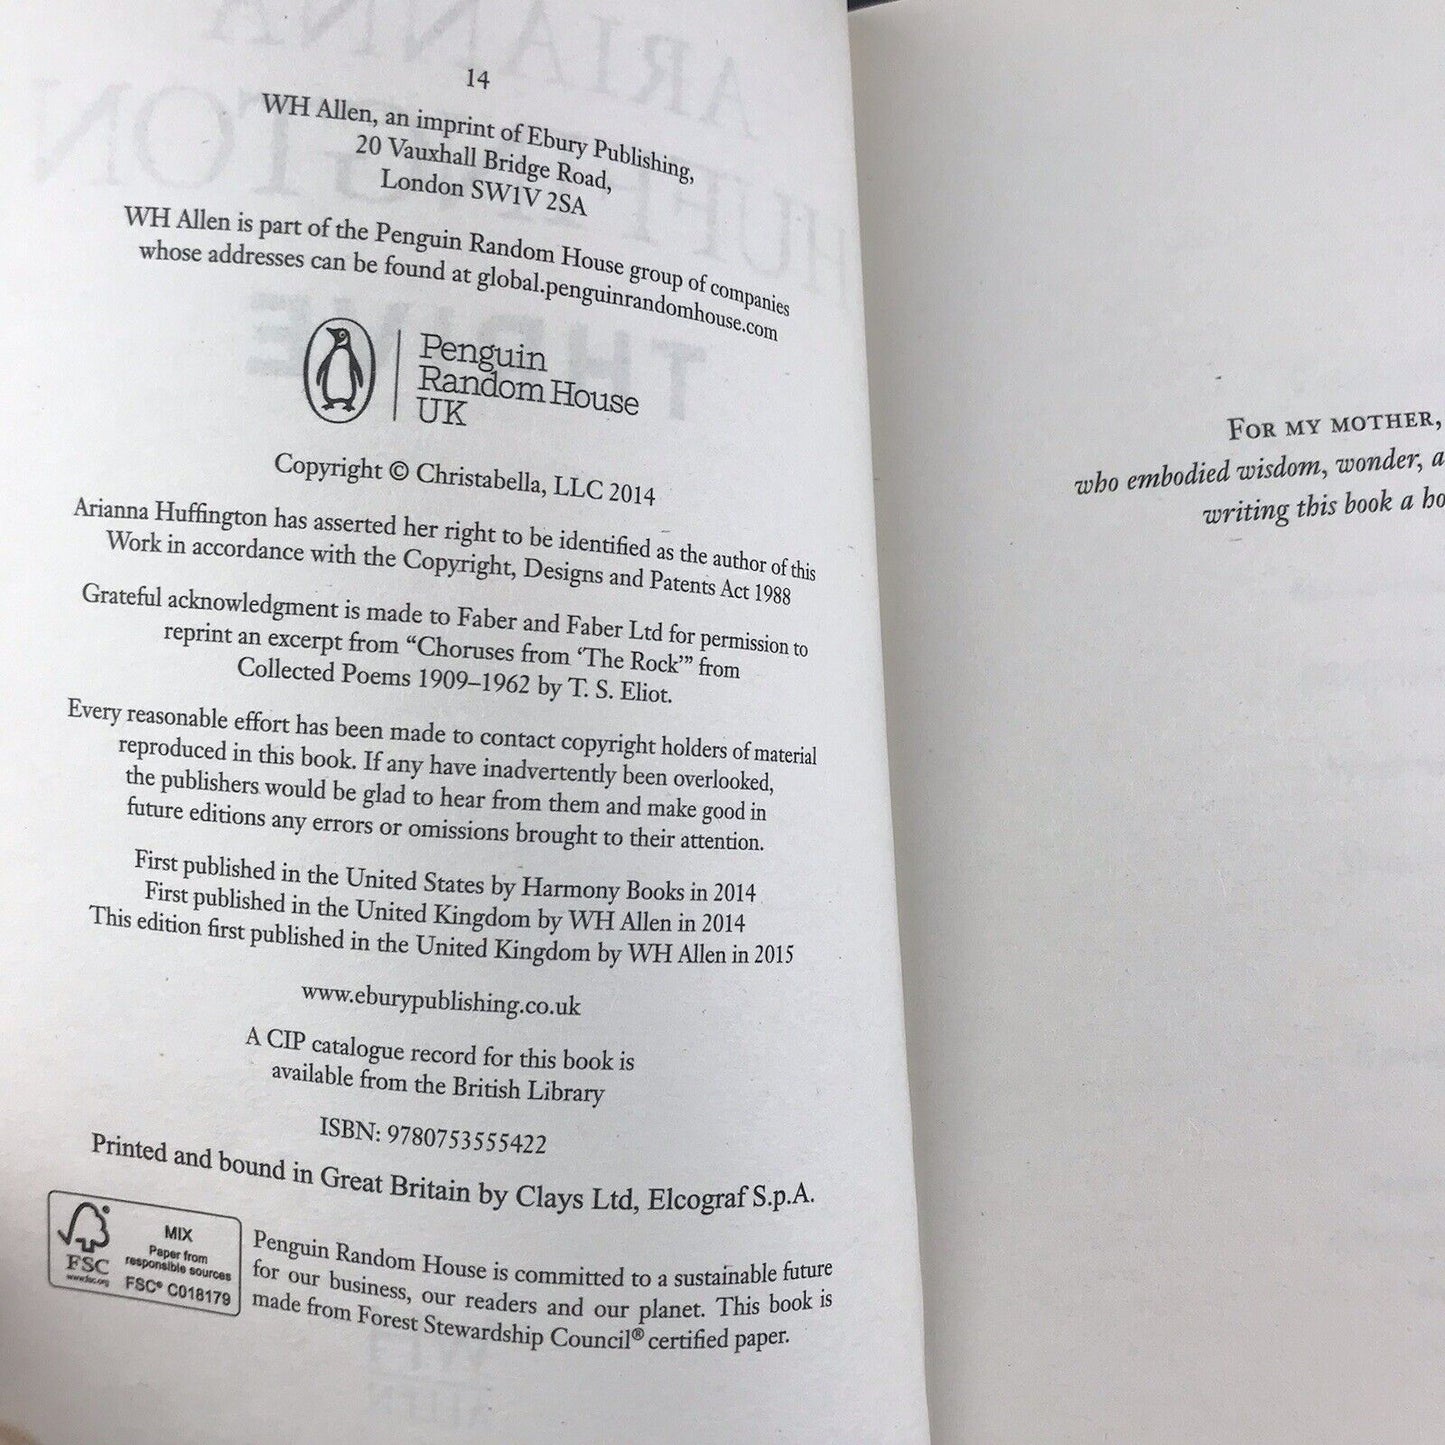 14
WH Allen, an imprint of Ebury Publishing,
20 Vauxhall Bridge Road,
London SW1V 2SA
WH Allen is part of the Penguin Random House group of companies
whose addresses can be found at global.penguinrandomhouse.com
Penguin
Random House
UK
Copyright © Christabella, LLC 2014
Arianna Huffington has asserted her right to be identified as the author of this
Work in accordance with the Copyright, Designs and Patents Act 1988
Grateful acknowledgment is made to Faber and Faber Ltd for permission to
reprint an excerpt from “Choruses from ‘The Rock’” from
Collected Poems 1909–1962 by T. S. Eliot.
Every reasonable effort has been made to contact copyright holders of material
reproduced in this book. If any have inadvertently been overlooked,
the publishers would be glad to hear from them and make good in
future editions any errors or omissions brought to their attention.
First published in the United States by Harmony Books in 2014
First published in the United Kingdom by WH Allen in 2014
This edition first published in the United Kingdom by WH Allen in 2015
www.eburypublishing.co.uk
A CIP catalogue record for this book is
available from the British Library
ISBN: 9780753555422
Printed and bound in Great Britain by Clays Ltd, Elcograf S.p.A.
MIX
Paper from
responsible sources
FSC® C018179
FSC
www.fsc.org
Penguin Random House is committed to a sustainable future
for our business, our readers and our planet. This book is
made from Forest Stewardship Council® certified paper.
FOR MY MOTHER,
who embodied wisdom, wonder, a
writing this book a ho